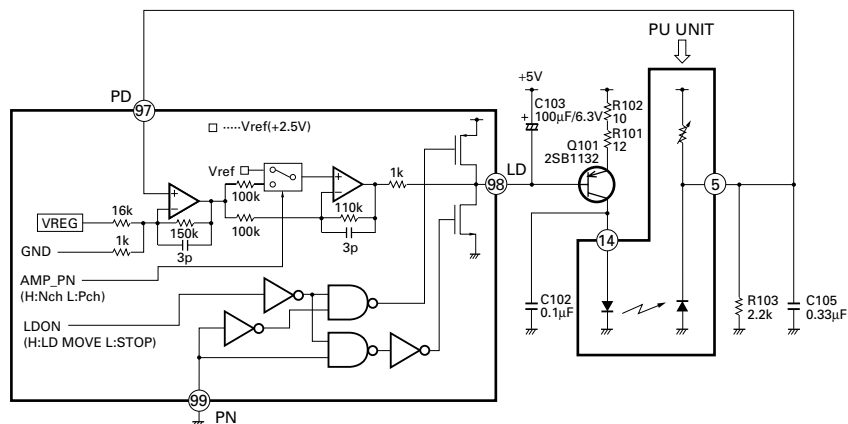 PU UNIT
+5V
PD
97
C103
100μF/6.3V
+
R102
10
R101
12
Q101
2SB1132
□ ·····Vref(+2.5V)
Vref
LD
98
1k
5
+
−
+
−
100k
110k
100k
3p
VREG
16k
150k
3p
GND
1k
14
AMP_PN
(H:Nch L:Pch)
LDON
(H:LD MOVE L:STOP)
C102
0.1μF
R103
2.2k
C105
0.33μF
99
PN